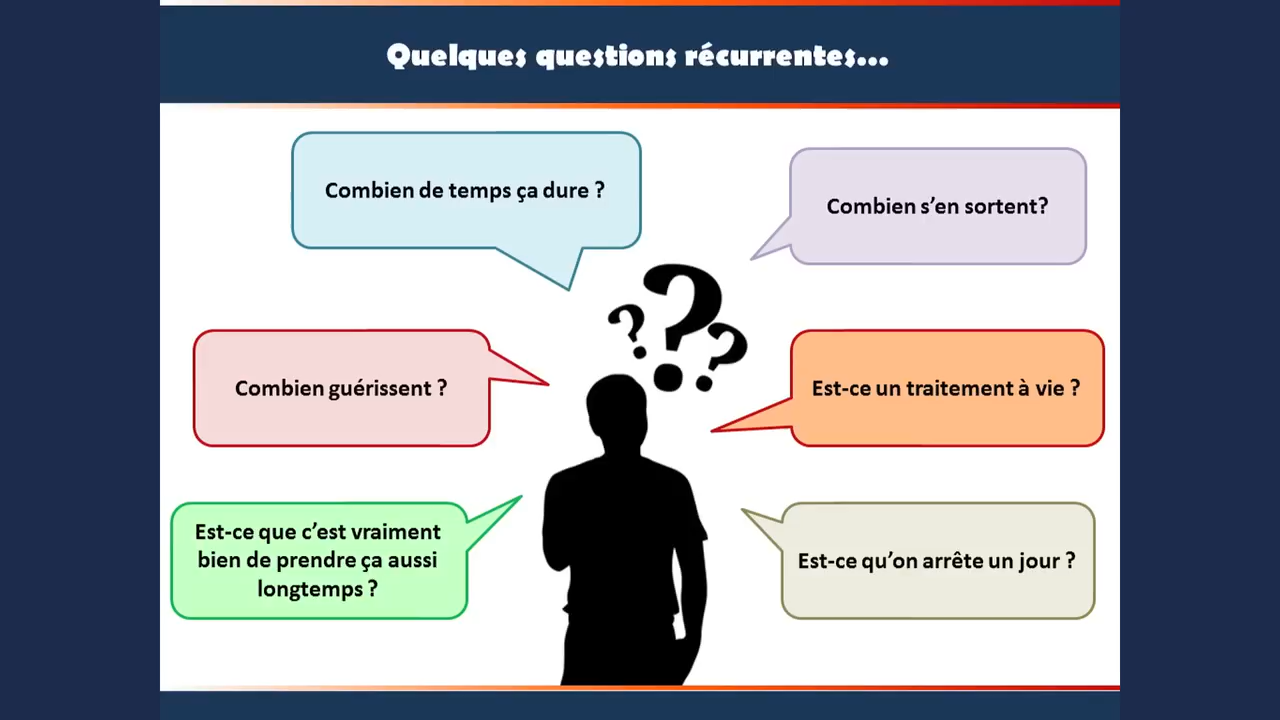 Quelques questions récurrentes...
Combien de temps ça dure ?
Combien s'en sortent?
Combien guérissent ?
Est-ce un traitement à vie ?
Est-ce que c'est vraiment
bien de prendre ça aussi
longtemps ?
Est-ce qu'on arrête un jour ?
? ? ?